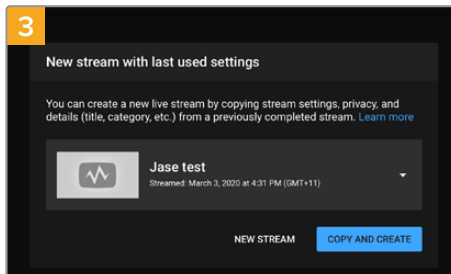 3
New stream with last used settings
You can create a new live stream by copying stream settings, privacy, and
details (title, category, etc.) from a previously completed stream. Learn more
Jase test
Streamed: March 3, 2020 at 4:31 PM (GMT+11)
NEW STREAM COPY AND CREATE